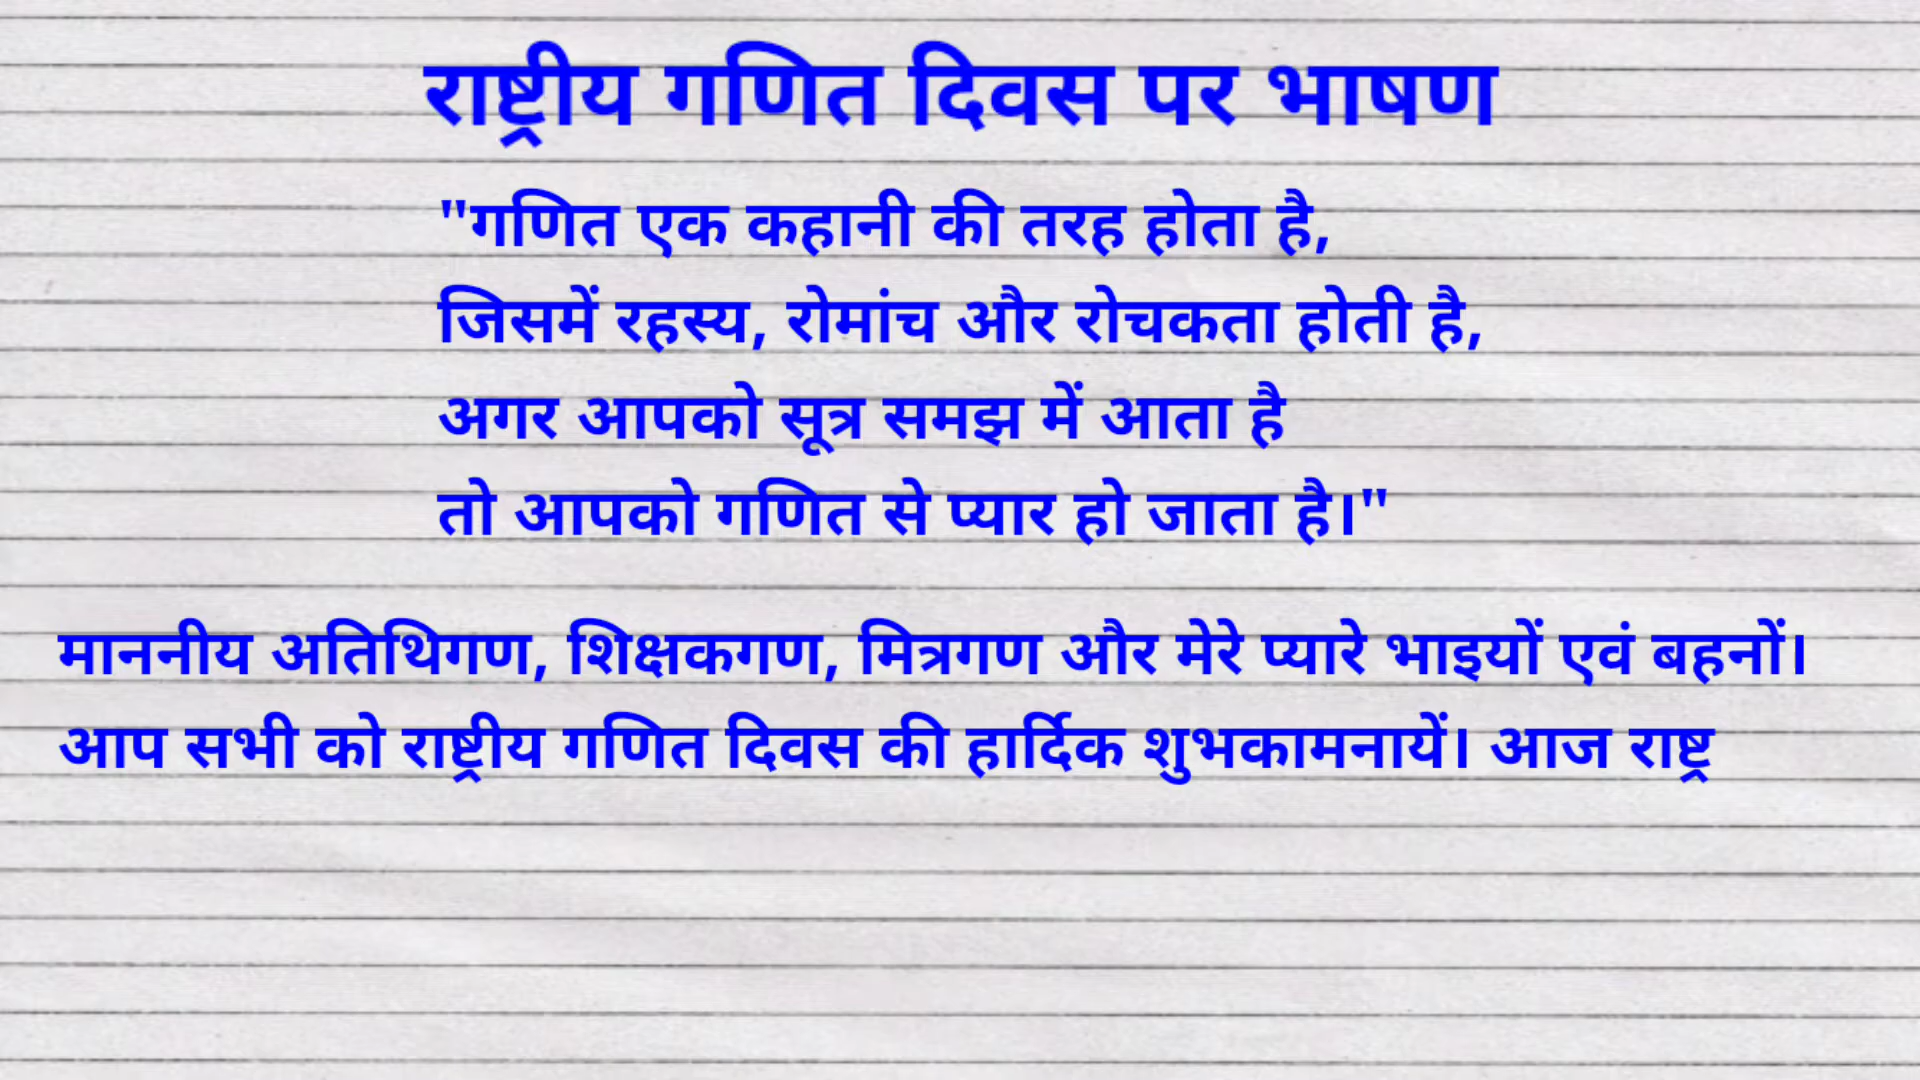 राष्ट्रीय गणित दिवस पर भाषण
"गणित एक कहानी की तरह होता है,
जिसमें रहस्य, रोमांच और रोचकता होती है,
अगर आपको सूत्र समझ में आता है
तो आपको गणित से प्यार हो जाता है।"
माननीय अतिथिगण, शिक्षकगण, मित्रगण और मेरे प्यारे भाइयों एवं बहनों।
आप सभी को राष्ट्रीय गणित दिवस की हार्दिक शुभकामनायें। आज राष्ट्र